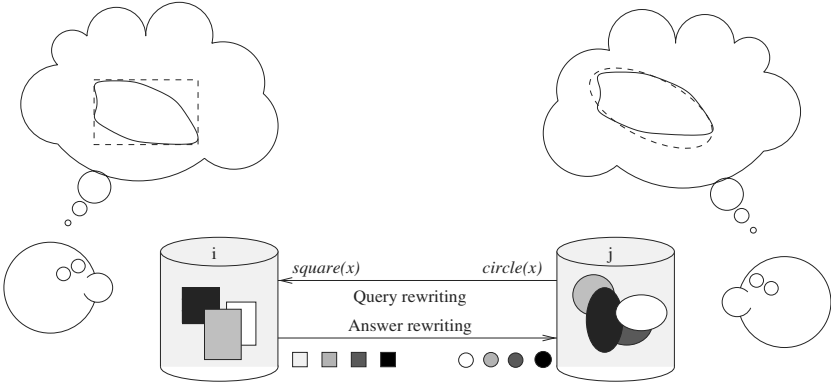 i
j
square(x)
circle(x)
Query rewriting
Answer rewriting